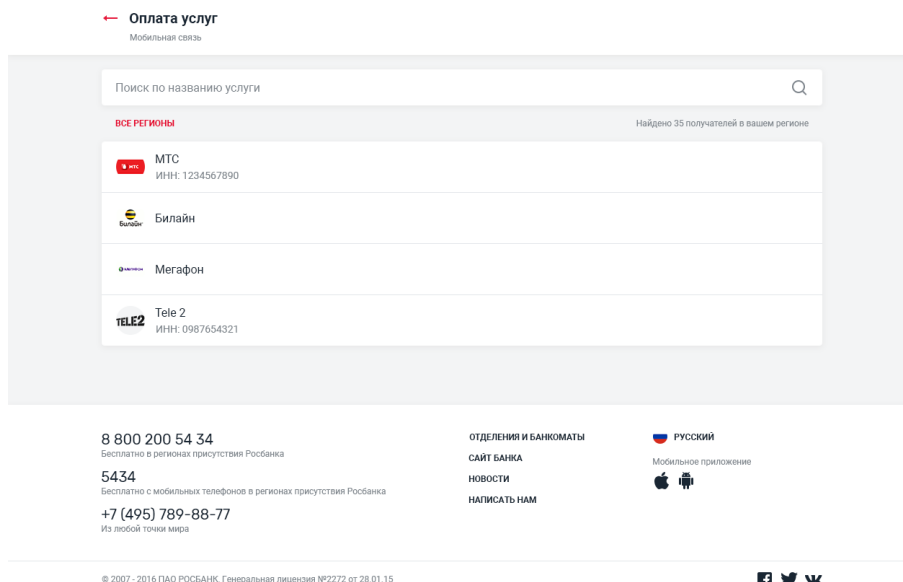 Оплата услуг
Мобильная связь
Поиск по названию услуги
ВСЕ РЕГИОНЫ
Найдено 35 получателей в вашем регионе
МТС
МТС
ИНН: 1234567890
Билайн
Билайн
Мегафон
TELE2
Tele 2
ИНН: 0987654321
8 800 200 54 34
Бесплатно в регионах присутствия Росбанка
5434
Бесплатно с мобильных телефонов в регионах присутствия Росбанка
+7 (495) 789-88-77
Из любой точки мира
ОТДЕЛЕНИЯ И БАНКОМАТЫ
САЙТ БАНКА
НОВОСТИ
НАПИСАТЬ НАМ
РУССКИЙ
Мобильное приложение
© 2007 - 2016 ПАО РОСБАНК. Генеральная лицензия №2272 от 28.01.15